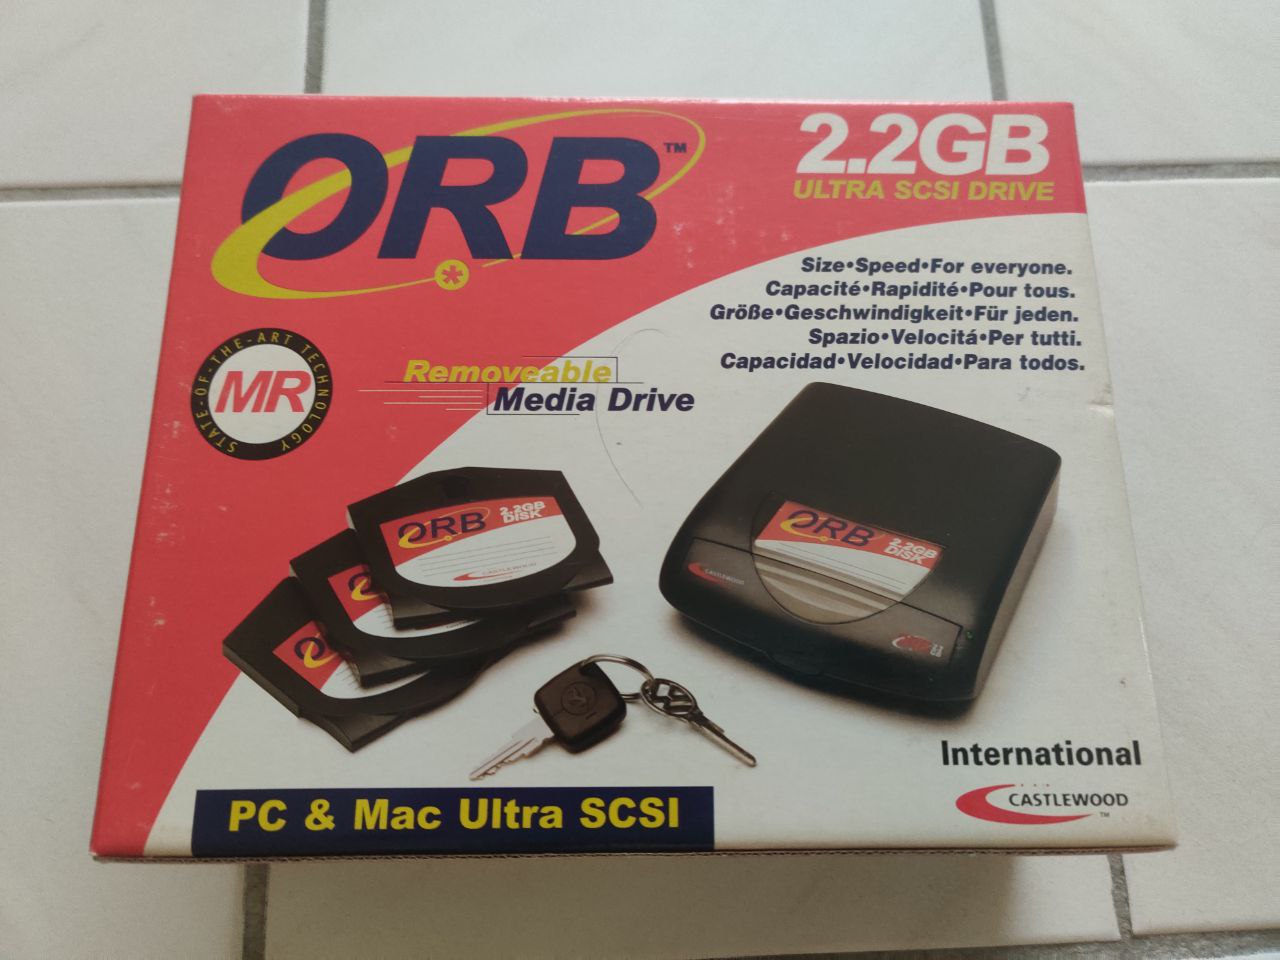 ORB™
*
2.2GB
ULTRA SCSI DRIVE
Size•Speed•For everyone.
Capacité•Rapidité•Pour tous.
Größe•Geschwindigkeit•Für jeden.
Spazio•Velocitá•Per tutti.
Capacidad•Velocidad•Para todos.
STATE-OF-THE-ART TECHNOLOGY
MR
Removeable
Media Drive
ORB
2.2GB
DISK
CASTLEWOOD
ORB
2.2GB
DISK
CASTLEWOOD
International
CASTLEWOOD™
PC & Mac Ultra SCSI